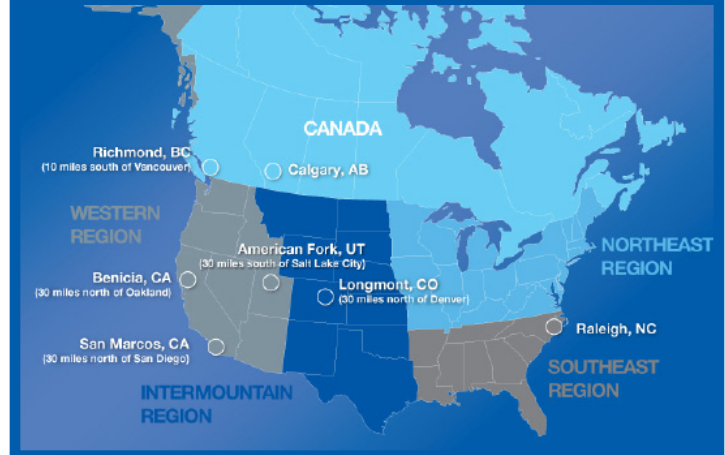 CANADA
Richmond, BC
(10 miles south of Vancouver)
Calgary, AB
WESTERN
REGION
American Fork, UT
(30 miles south of Salt Lake City)
NORTHEAST
REGION
Benicia, CA
(30 miles north of Oakland)
Longmont, CO
(30 miles north of Denver)
San Marcos, CA
(30 miles north of San Diego)
Raleigh, NC
SOUTHEAST
REGION
INTERMOUNTAIN
REGION